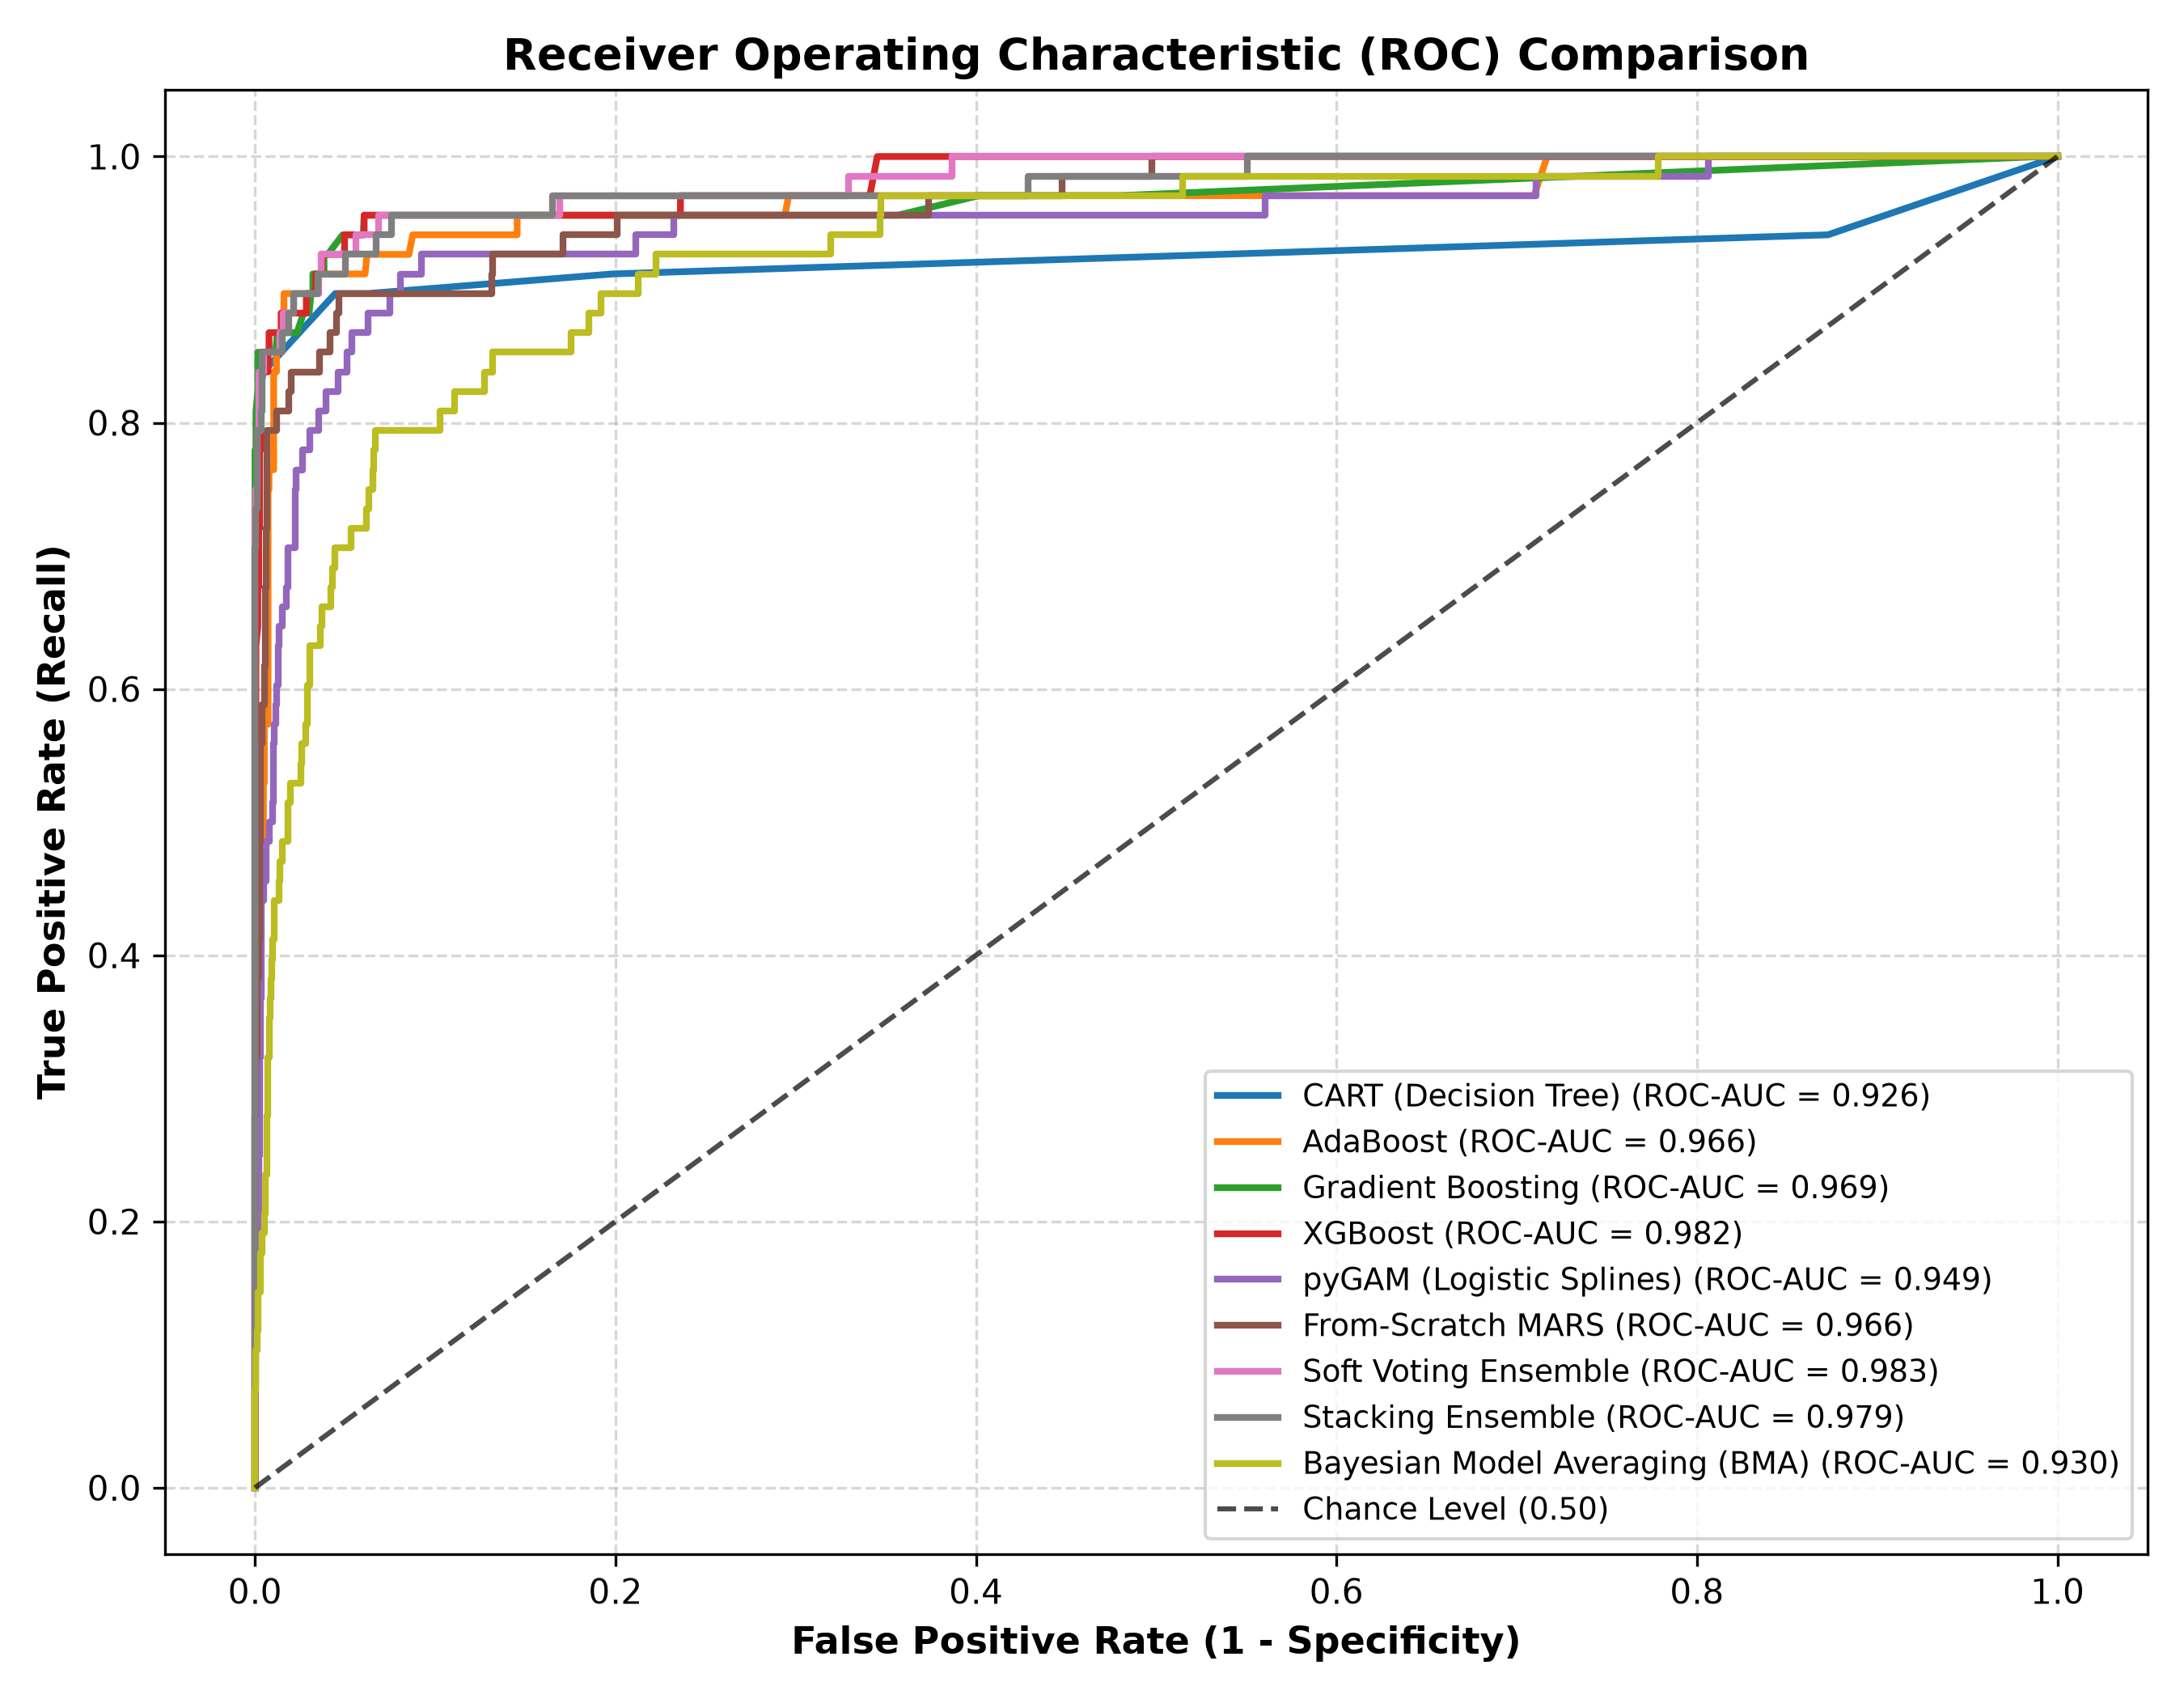 Receiver Operating Characteristic (ROC) Comparison
True Positive Rate (Recall)
1.0
0.8
0.6
0.4
0.2
0.0
CART (Decision Tree) (ROC-AUC = 0.926)
AdaBoost (ROC-AUC = 0.966)
Gradient Boosting (ROC-AUC = 0.969)
XGBoost (ROC-AUC = 0.982)
pyGAM (Logistic Splines) (ROC-AUC = 0.949)
From-Scratch MARS (ROC-AUC = 0.966)
Soft Voting Ensemble (ROC-AUC = 0.983)
Stacking Ensemble (ROC-AUC = 0.979)
Bayesian Model Averaging (BMA) (ROC-AUC = 0.930)
Chance Level (0.50)
0.0 0.2 0.4 0.6 0.8 1.0
False Positive Rate (1 - Specificity)